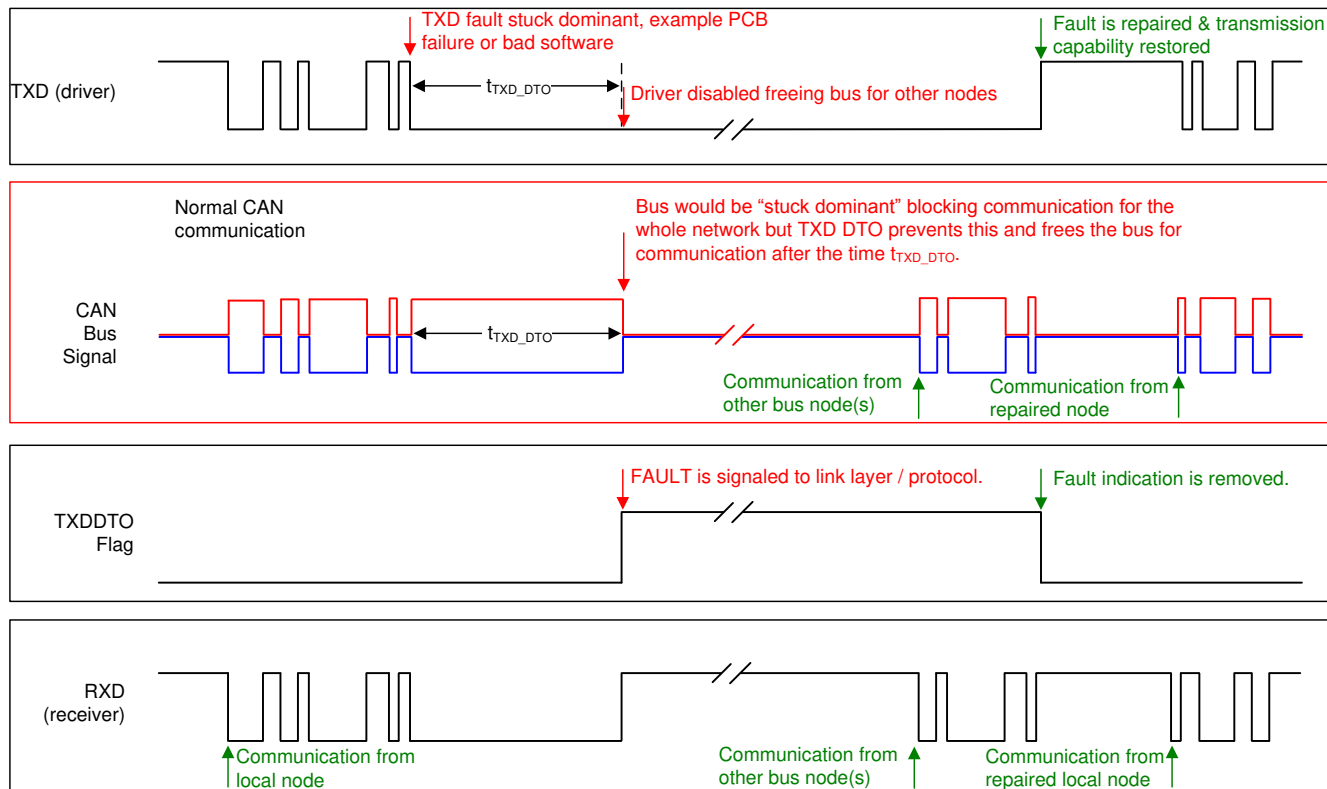 TXD fault stuck dominant, example PCB
failure or bad software
Fault is repaired & transmission
capability restored
TXD (driver)
tTXD_DTO
Driver disabled freeing bus for other nodes
Normal CAN
communication
Bus would be “stuck dominant” blocking communication for the
whole network but TXD DTO prevents this and frees the bus for
communication after the time tTXD_DTO.
CAN
Bus
Signal
tTXD_DTO
Communication from
other bus node(s)
Communication from
repaired node
FAULT is signaled to link layer / protocol.
Fault indication is removed.
TXDDTO
Flag
RXD
(receiver)
Communication from
local node
Communication from
other bus node(s)
Communication from
repaired local node